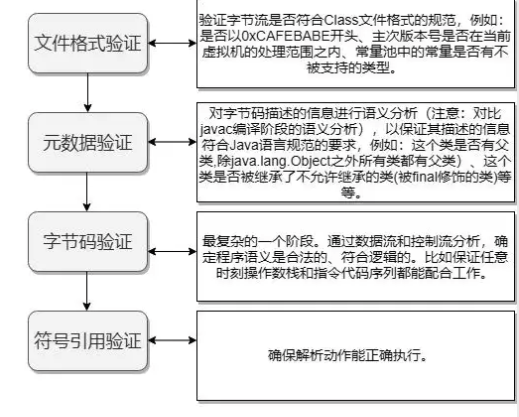 文件格式验证
验证字节流是否符合Class文件格式的规范，例如：
是否以0xCAFEBABE开头、主次版本号是否在当前
虚拟机的处理范围之内、常量池中的常量是否有不
被支持的类型。
元数据验证
对字节码描述的信息进行语义分析（注意：对比
javac编译阶段的语义分析），以保证其描述的信息
符合Java语言规范的要求，例如：这个类是否有父
类,除java.lang.Object之外所有类都有父类）、这个
类是否被继承了不允许继承的类(被final修饰的类)等
等。
字节码验证
最复杂的一个阶段。通过数据流和控制流分析，确
定程序语义是合法的、符合逻辑的。比如保证任意
时刻操作数栈和指令代码序列都能配合工作。
符号引用验证
确保解析动作能正确执行。